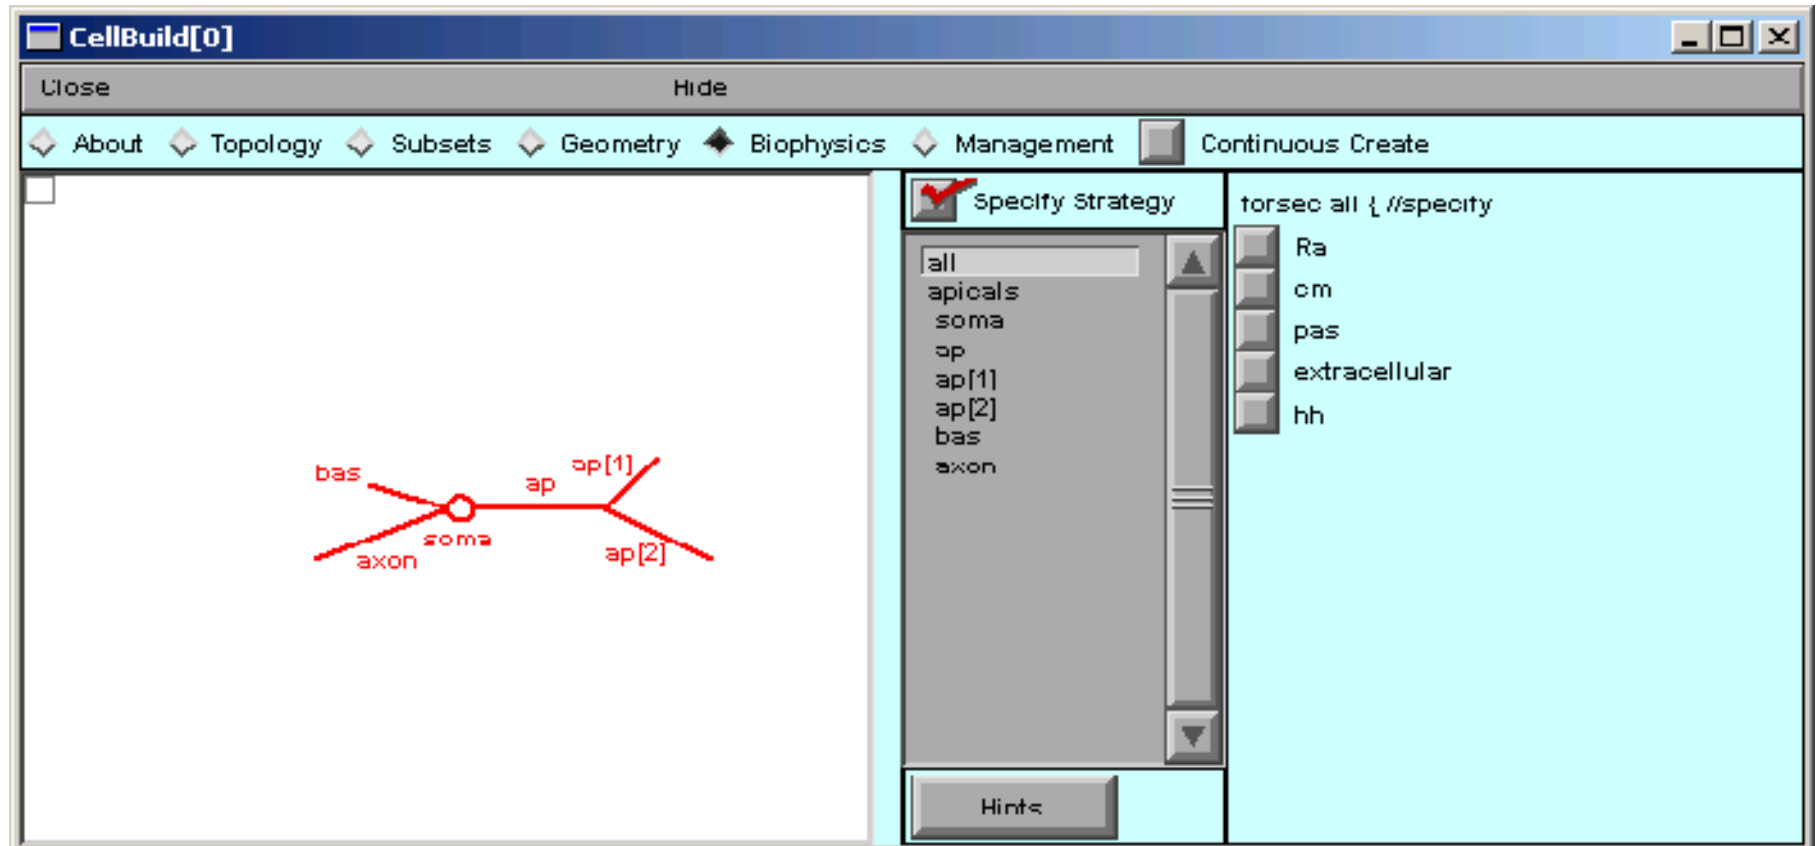 CellBuild[0]
Close Hide
About Topology Subsets Geometry Biophysics Management Continuous Create
Specify Strategy
all
apicals
soma
ap
ap[1]
ap[2]
bas
axon
Hints
forsec all { //specify
Ra
cm
pas
extracellular
hh
bas
ap
ap[1]
soma
axon
ap[2]